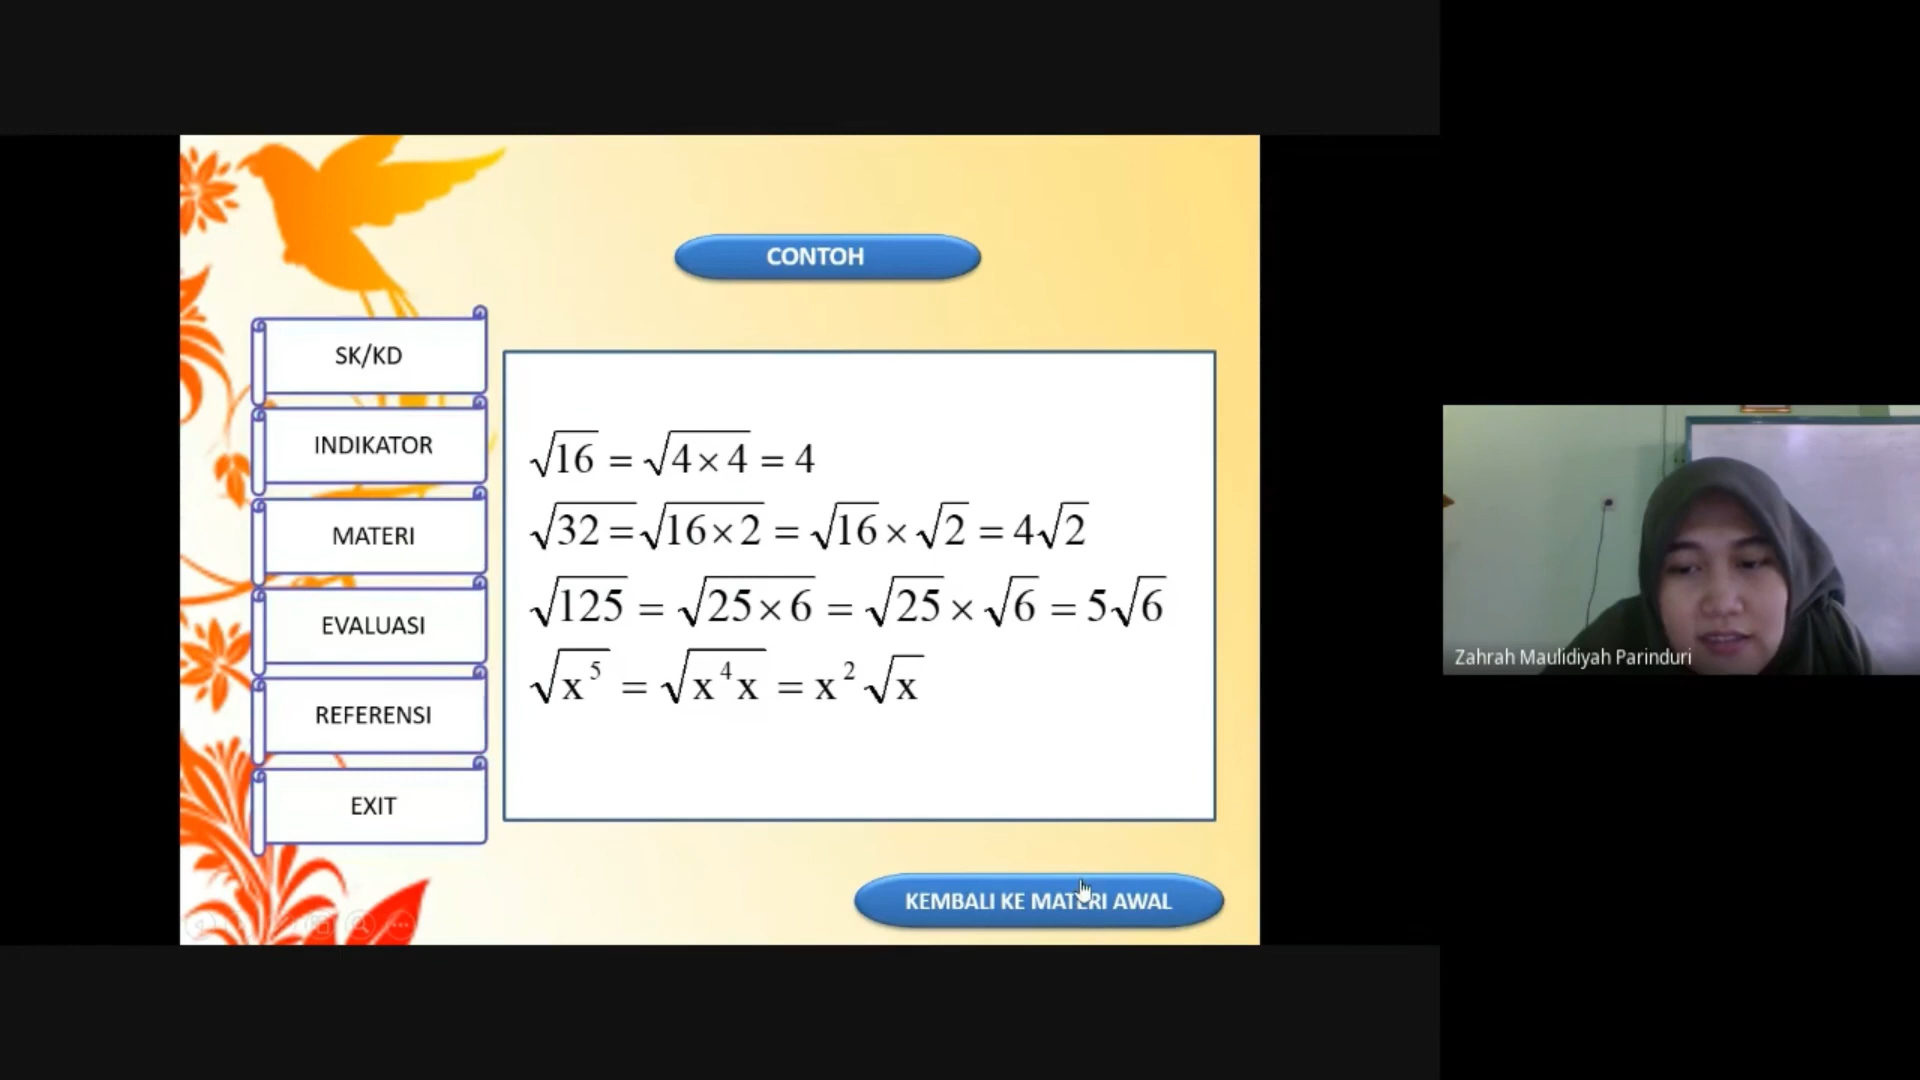 CONTOH
SK/KD
INDIKATOR
MATERI
EVALUASI
REFERENSI
EXIT
√16 = √4×4 = 4
√32 = √16×2 = √16 × √2 = 4√2
√125 = √25×6 = √25 × √6 = 5√6
√x⁵ = √x⁴x = x²√x
KEMBALI KE MATERI AWAL
Zahrah Maulidiyah Parinduri